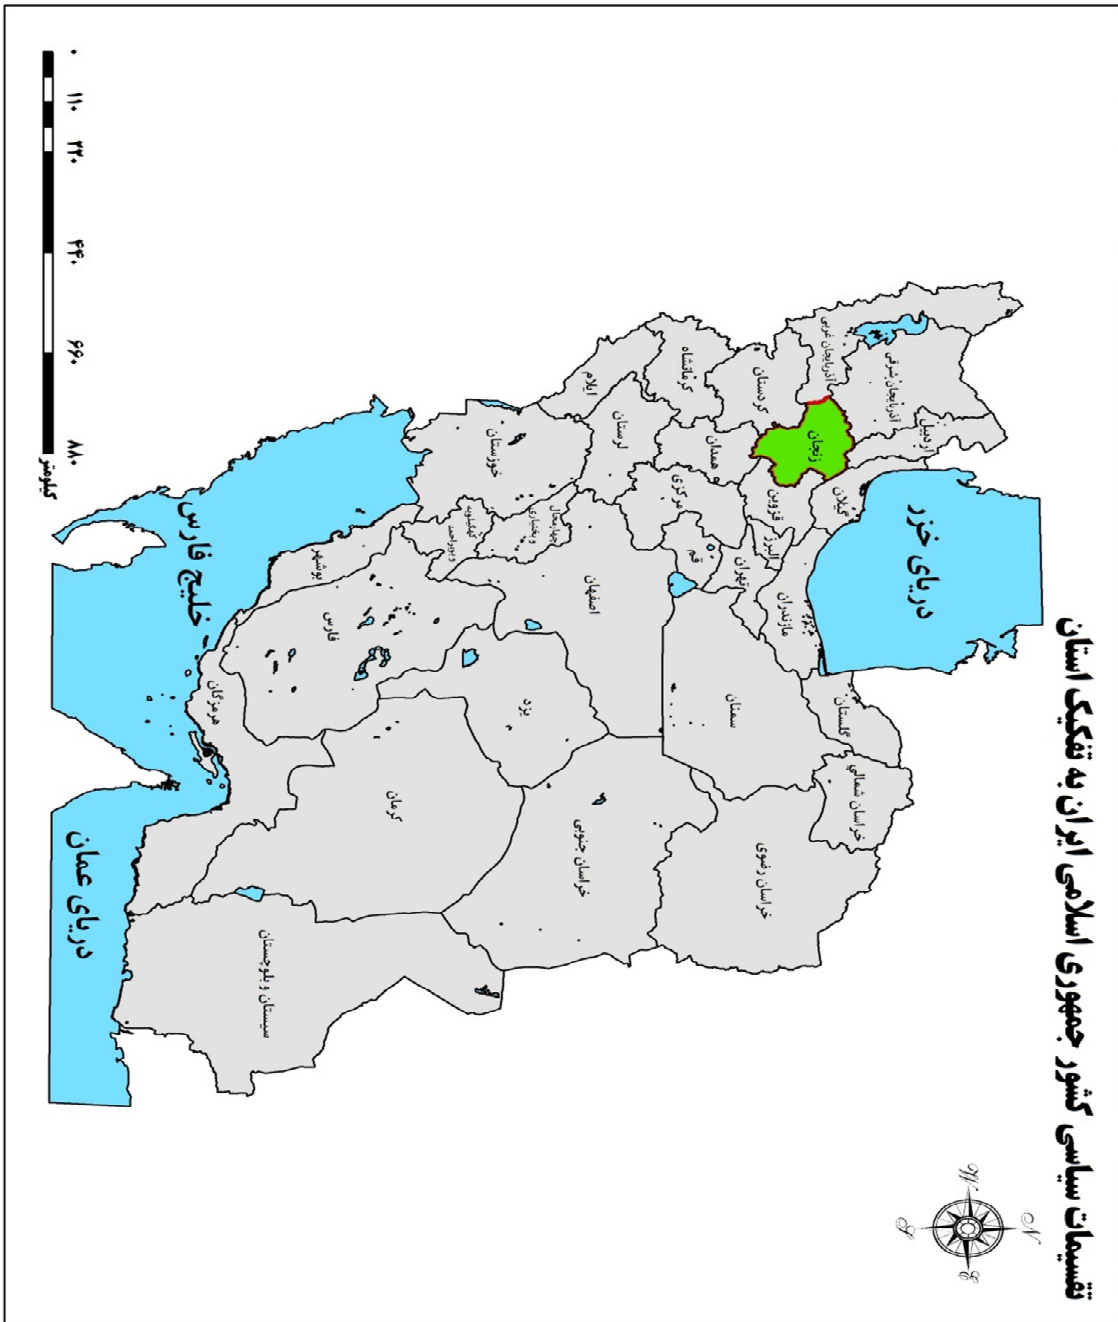 تقسیمات سیاسی کشور جمهوری اسلامی ایران به تفکیک استان
N
W
E
S
دریای خزر
آذربایجان غربی
آذربایجان شرقی
اردبیل
زنجان
گیلان
کردستان
کرمانشاه
همدان
قزوین
البرز
تهران
مازندران
گلستان
خراسان شمالي
ایلام
لرستان
مرکزی
قم
سمنان
خراسان رضوی
خوزستان
چهارمحال
و بختیاری
کهگیلویه
و بویراحمد
اصفهان
یزد
خراسان جنوبی
بوشهر
فارس
کرمان
هرمزگان
سیستان و بلوچستان
خلیج فارس
دریای عمان
۰ ۱۱۰ ۲۲۰ ۴۴۰ ۶۶۰ ۸۸۰
کیلومتر